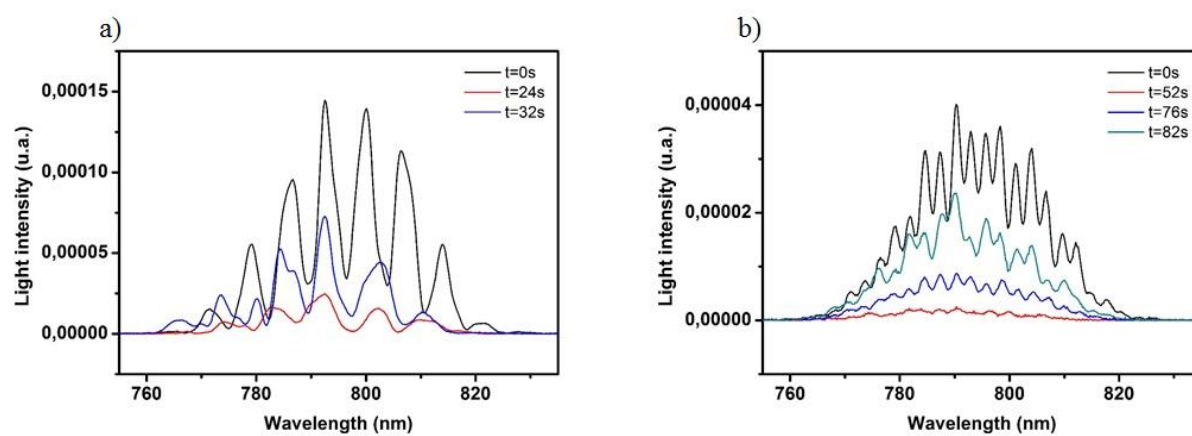 a)
t=0s
t=24s
t=32s
0,00015
0,00010
0,00005
0,00000
Light intensity (u.a.)
760 780 800 820
Wavelength (nm)
b)
t=0s
t=52s
t=76s
t=82s
0,00004
0,00002
0,00000
Light intensity (u.a.)
760 780 800 820
Wavelength (nm)